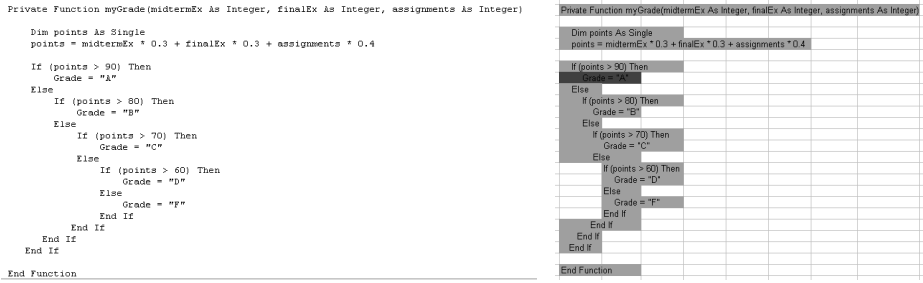 Private Function myGrade(midtermEx As Integer, finalEx As Integer, assignments As Integer)
Dim points As Single
points = midtermEx * 0.3 + finalEx * 0.3 + assignments * 0.4
If (points > 90) Then
Grade = "A"
Else
If (points > 80) Then
Grade = "B"
Else
If (points > 70) Then
Grade = "C"
Else
If (points > 60) Then
Grade = "D"
Else
Grade = "F"
End If
End If
End If
End If
End Function
Private Function myGrade(midtermEx As Integer, finalEx As Integer, assignments As Integer)
Dim points As Single
points = midtermEx * 0.3 + finalEx * 0.3 + assignments * 0.4
If (points > 90) Then
Grade = "A"
Else
If (points > 80) Then
Grade = "B"
Else
If (points > 70) Then
Grade = "C"
Else
If (points > 60) Then
Grade = "D"
Else
Grade = "F"
End If
End If
End If
End If
End Function